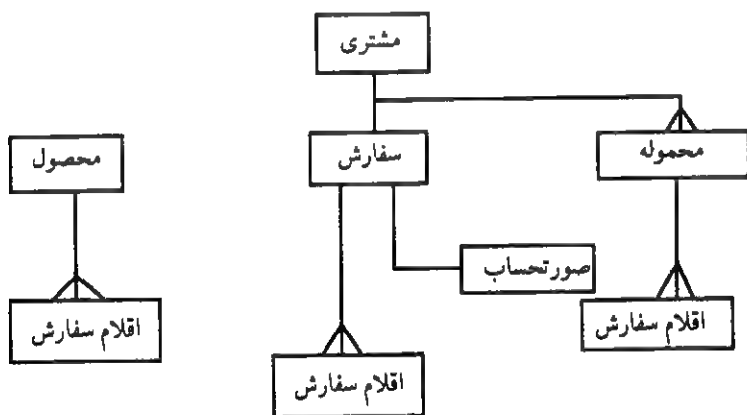 مشتری
محصول
سفارش
محموله
صورتحساب
اقلام سفارش
اقلام سفارش
اقلام سفارش